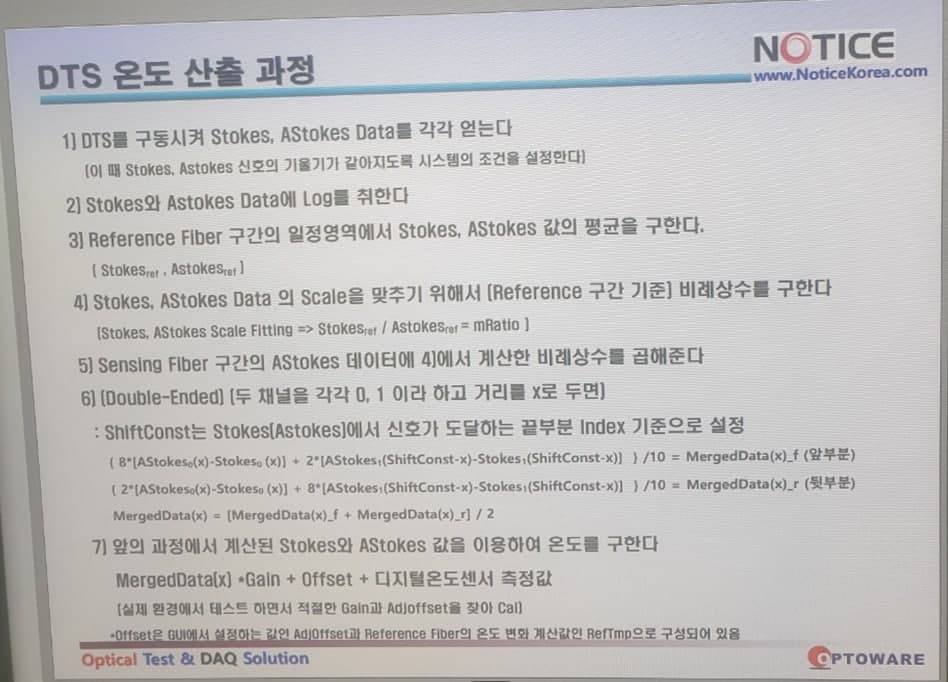 DTS 온도 산출 과정
NOTICE
www.NoticeKorea.com
1] DTS를 구동시켜 Stokes, AStokes Data를 각각 얻는다
[이 때 Stokes, Astokes 신호의 기울기가 같아지도록 시스템의 조건을 설정한다]
2] Stokes와 Astokes Data에 Log를 취한다
3] Reference Fiber 구간의 일정영역에서 Stokes, AStokes 값의 평균을 구한다.
[ Stokesref , Astokesref ]
4] Stokes, AStokes Data 의 Scale을 맞추기 위해서 [Reference 구간 기준] 비례상수를 구한다
[Stokes, AStokes Scale Fitting => Stokesref / Astokesref = mRatio ]
5] Sensing Fiber 구간의 AStokes 데이터에 4]에서 계산한 비례상수를 곱해준다
6] [Double-Ended] [두 채널을 각각 0, 1 이라 하고 거리를 x로 두면]
: ShiftConst는 Stokes[Astokes]에서 신호가 도달하는 끝부분 Index 기준으로 설정
{ 8*[AStokes₀(x)-Stokes₀ (x)] + 2*[AStokes₁(ShiftConst-x)-Stokes₁(ShiftConst-x)] } /10 = MergedData(x)_f (앞부분)
{ 2*[AStokes₀(x)-Stokes₀ (x)] + 8*[AStokes₁(ShiftConst-x)-Stokes₁(ShiftConst-x)] } /10 = MergedData(x)_r (뒷부분)
MergedData(x) = [MergedData(x)_f + MergedData(x)_r] / 2
7] 앞의 과정에서 계산된 Stokes와 AStokes 값을 이용하여 온도를 구한다
MergedData[x] *Gain + Offset + 디지털온도센서 측정값
[실제 환경에서 테스트 하면서 적절한 Gain과 Adjoffset을 찾아 Cal]
*Offset은 GUI에서 설정하는 값인 AdjOffset과 Reference Fiber의 온도 변화 계산값인 RefTmp으로 구성되어 있음
Optical Test & DAQ Solution
OPTOWARE